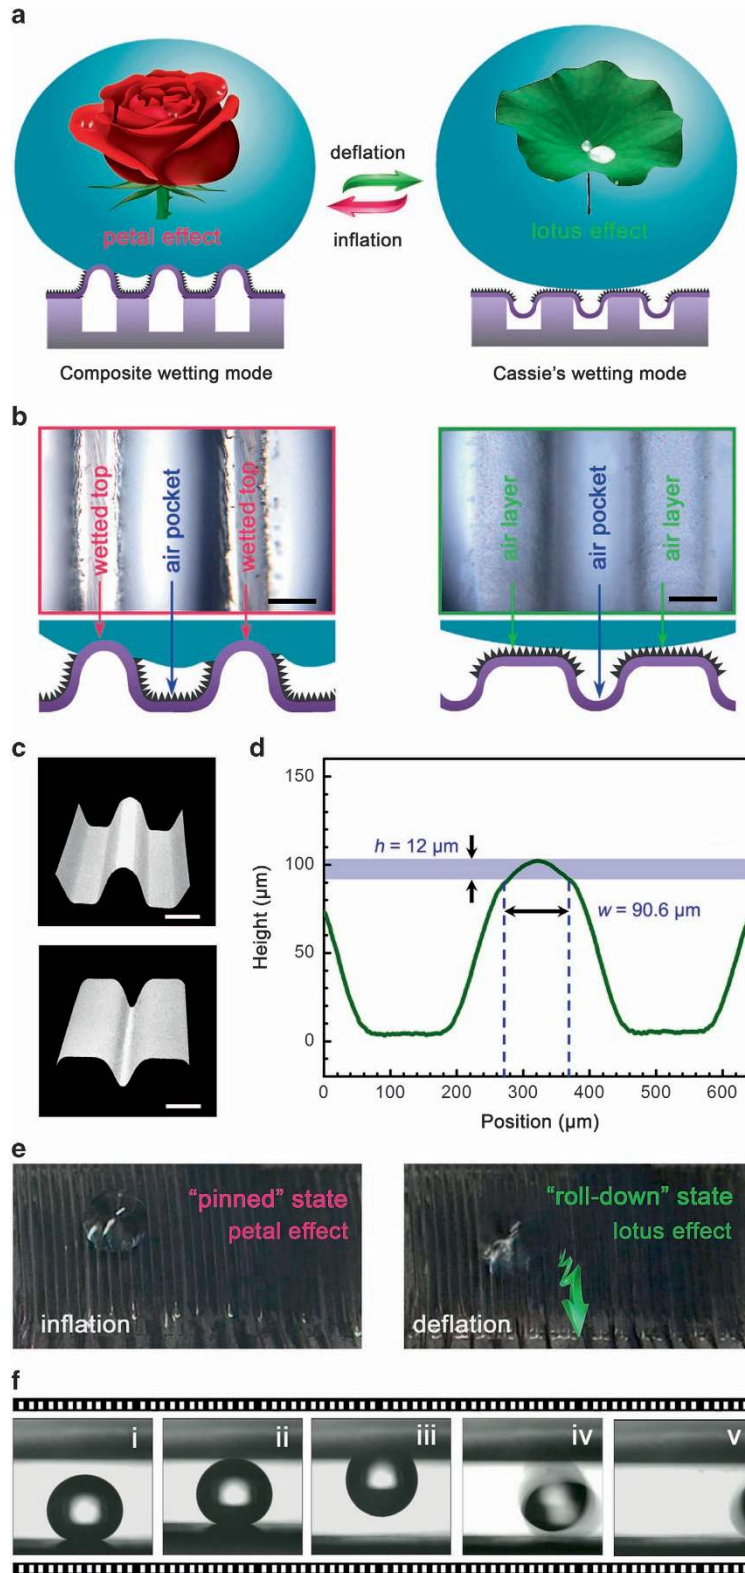 a
petal effect
deflation
inflation
lotus effect
Composite wetting mode
Cassie's wetting mode
b
wetted top
air pocket
wetted top
air layer
air pocket
air layer
c
d
150
100
50
0
Height (µm)
h = 12 µm
w = 90.6 µm
0
100
200
300
400
500
600
Position (µm)
e
"pinned" state
petal effect
inflation
"roll-down" state
lotus effect
deflation
f
i
ii
iii
iv
v